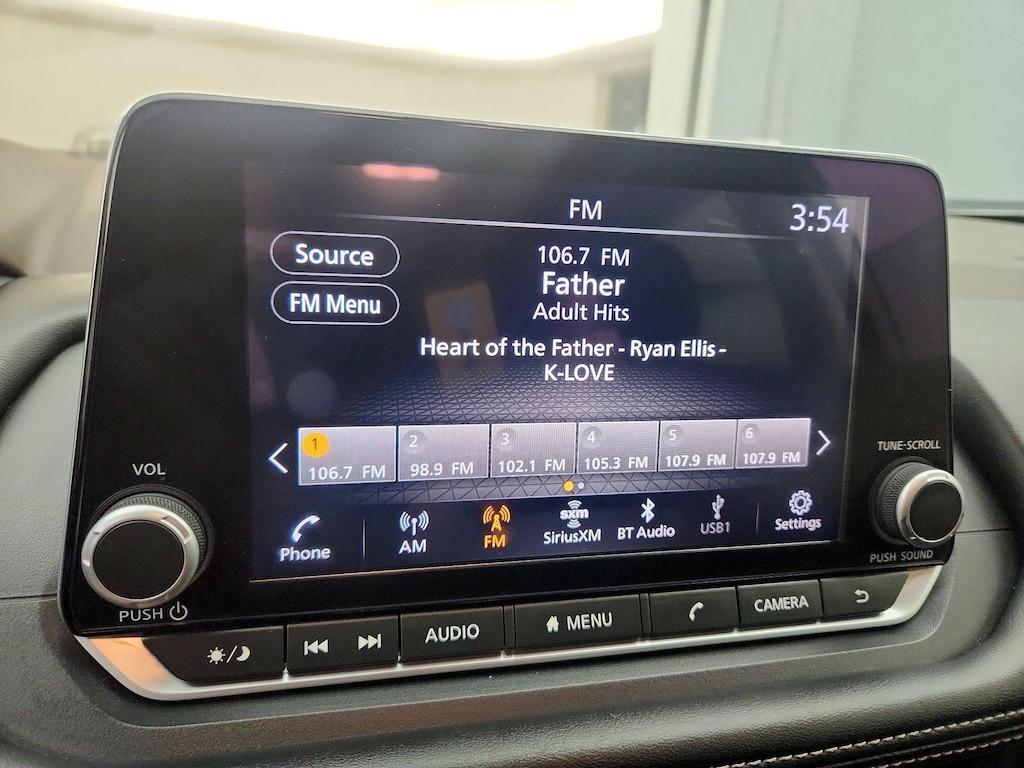 FM
3:54
Source
106.7 FM
Father
FM Menu
Adult Hits
Heart of the Father - Ryan Ellis -
K-LOVE
1
2
3
4
5
6
106.7 FM
98.9 FM
102.1 FM
105.3 FM
107.9 FM
107.9 FM
VOL
TUNE·SCROLL
Phone
AM
FM
sxm
SiriusXM
BT Audio
USB1
Settings
PUSH
PUSH SOUND
AUDIO
MENU
CAMERA